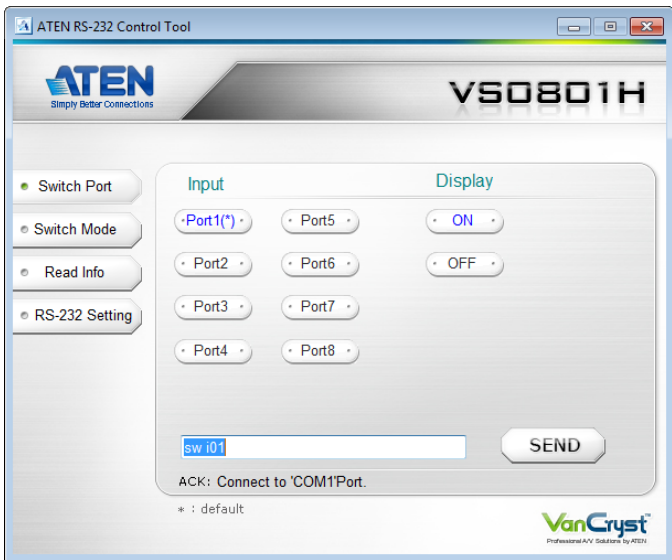 ATEN RS-232 Control Tool
ATEN
Simply Better Connections
VS0801H
Switch Port
Switch Mode
Read Info
RS-232 Setting
Input
Display
Port1(*)
Port5
ON
Port2
Port6
OFF
Port3
Port7
Port4
Port8
sw i01
SEND
ACK: Connect to 'COM1'Port.
* : default
VanCryst™
Professional A/V Solutions by ATEN